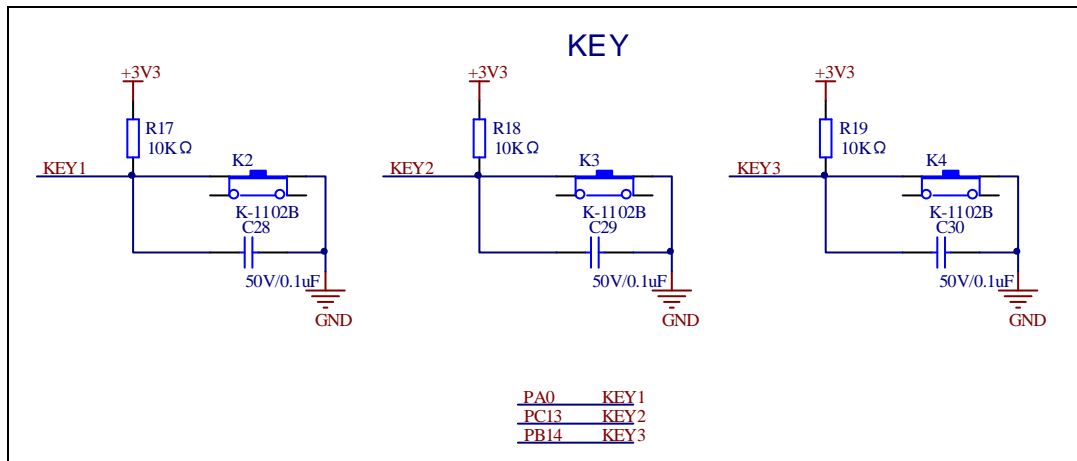 KEY
+3V3
+3V3
+3V3
R17
10KΩ
R18
10KΩ
R19
10KΩ
KEY1
K2
KEY2
K3
KEY3
K4
K-1102B
K-1102B
K-1102B
C28
C29
C30
50V/0.1uF
50V/0.1uF
50V/0.1uF
GND
GND
GND
PA0 KEY1
PC13 KEY2
PB14 KEY3